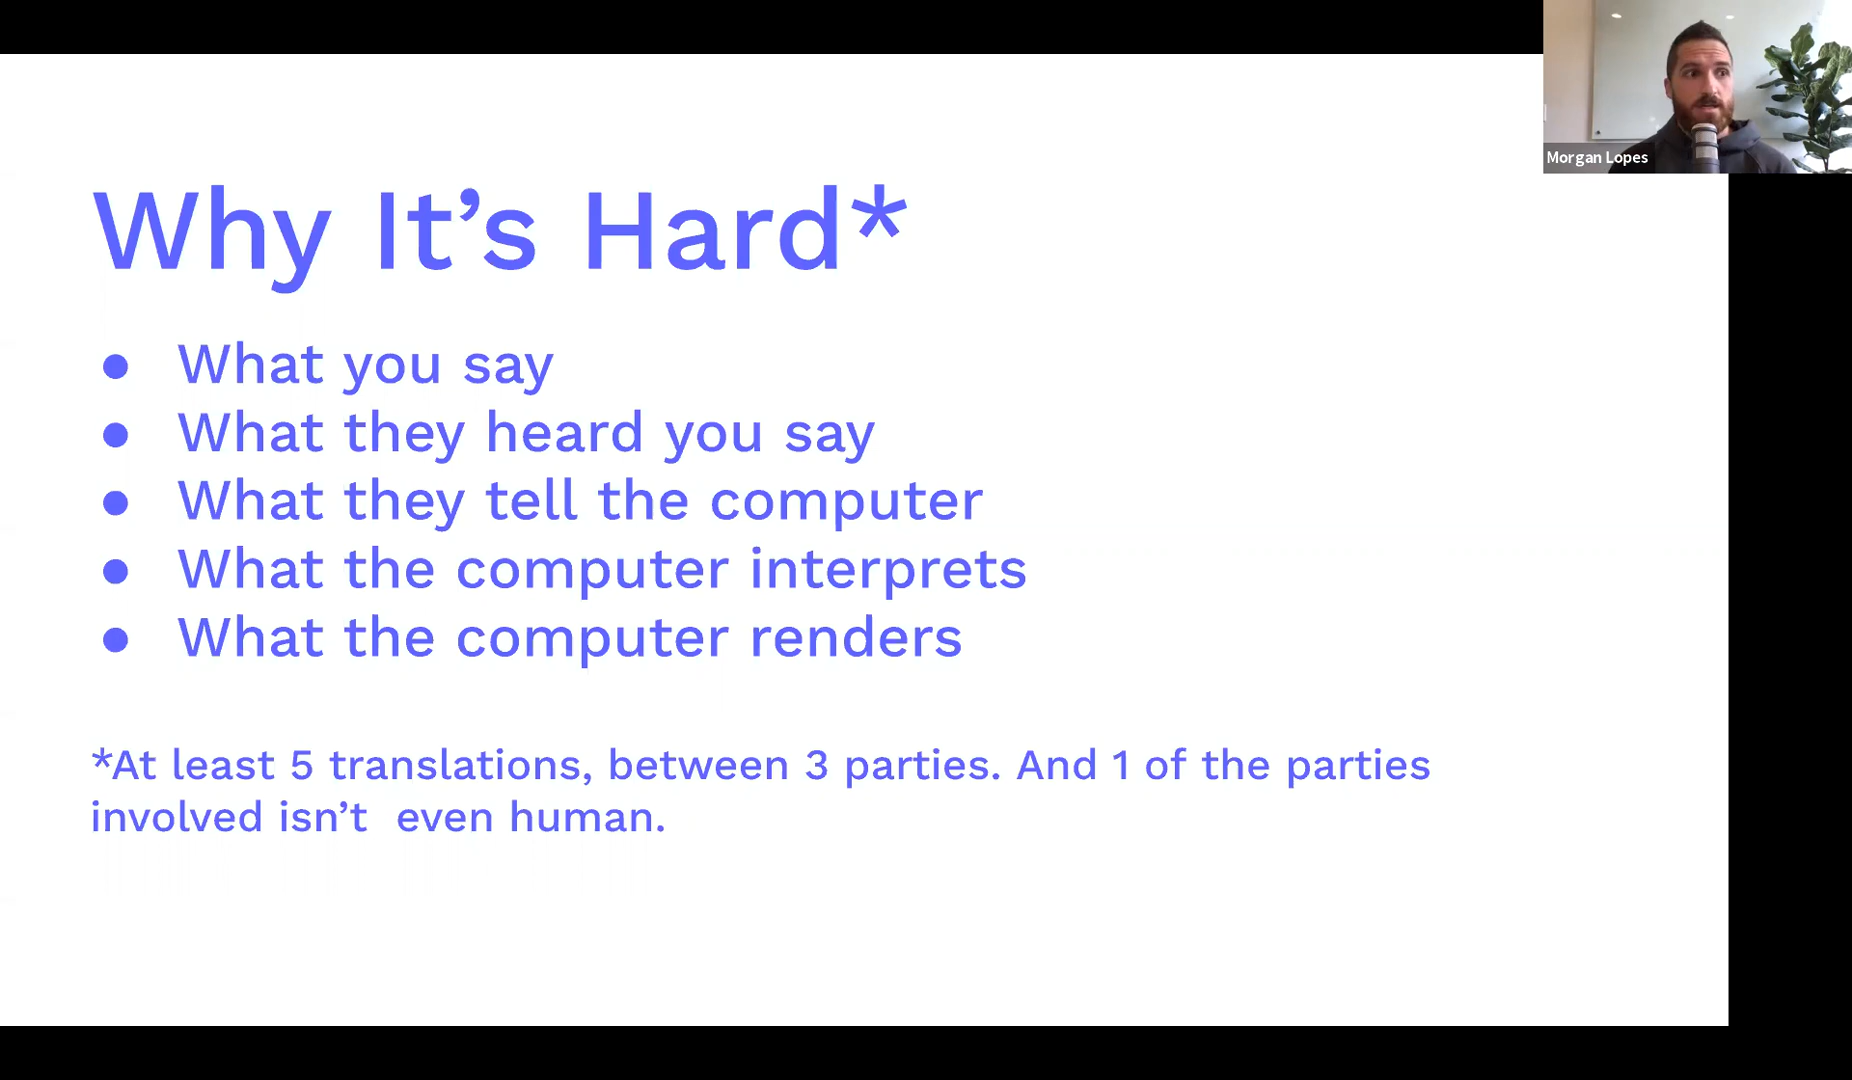 Morgan Lopes
Why It’s Hard*
● What you say
● What they heard you say
● What they tell the computer
● What the computer interprets
● What the computer renders
*At least 5 translations, between 3 parties. And 1 of the parties
involved isn’t  even human.